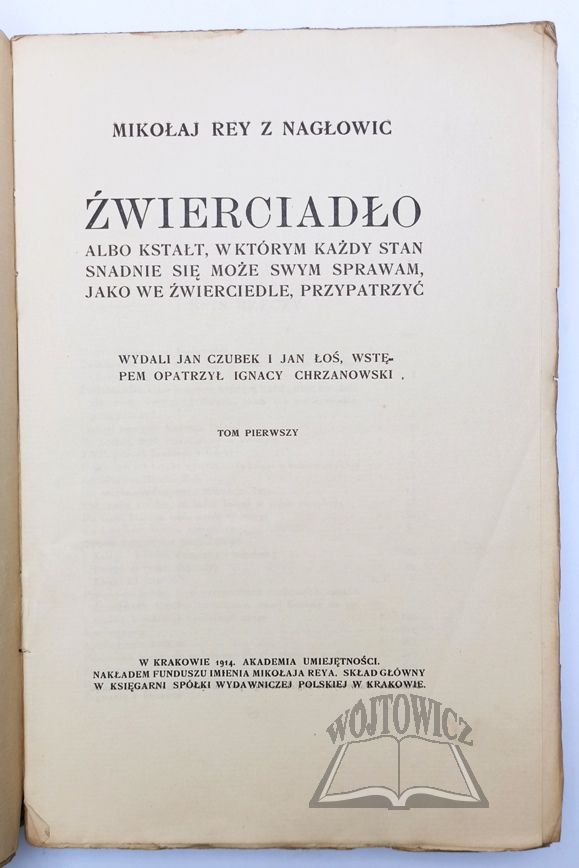 MIKOŁAJ REY Z NAGŁOWIC
ŹWIERCIADŁO
ALBO KSTAŁT, W KTÓRYM KAŻDY STAN
SNADNIE SIĘ MOŻE SWYM SPRAWAM,
JAKO WE ŹWIERCIEDLE, PRZYPATRZYĆ
WYDALI JAN CZUBEK I JAN ŁOŚ, WSTĘ-
PEM OPATRZYŁ IGNACY CHRZANOWSKI.
TOM PIERWSZY
W KRAKOWIE 1914. AKADEMIA UMIEJĘTNOŚCI.
NAKŁADEM FUNDUSZU IMIENIA MIKOŁAJA REYA. SKŁAD GŁÓWNY
W KSIĘGARNI SPÓŁKI WYDAWNICZEJ POLSKIEJ W KRAKOWIE.
WÓJTOWICZ